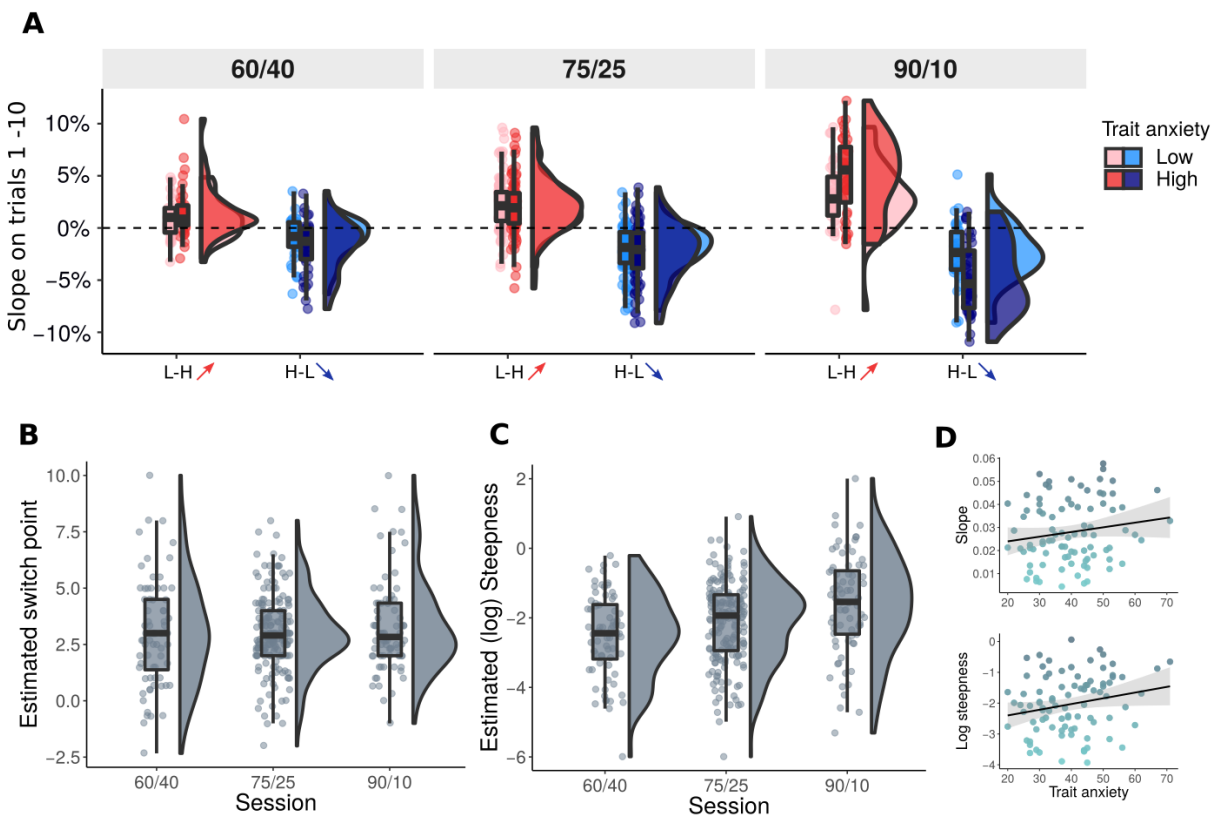 A
60/40
75/25
90/10
Slope on trials 1 -10
10%
5%
0%
−5%
−10%
L-H
H-L
L-H
H-L
L-H
H-L
Trait anxiety
Low
High
B
Estimated switch point
10.0
7.5
5.0
2.5
0.0
−2.5
60/40
75/25
90/10
Session
C
Estimated (log) Steepness
2
0
−2
−4
−6
60/40
75/25
90/10
Session
D
Slope
0.06
0.05
0.04
0.03
0.02
0.01
20
30
40
50
60
70
Log steepness
0
−1
−2
−3
−4
20
30
40
50
60
70
Trait anxiety